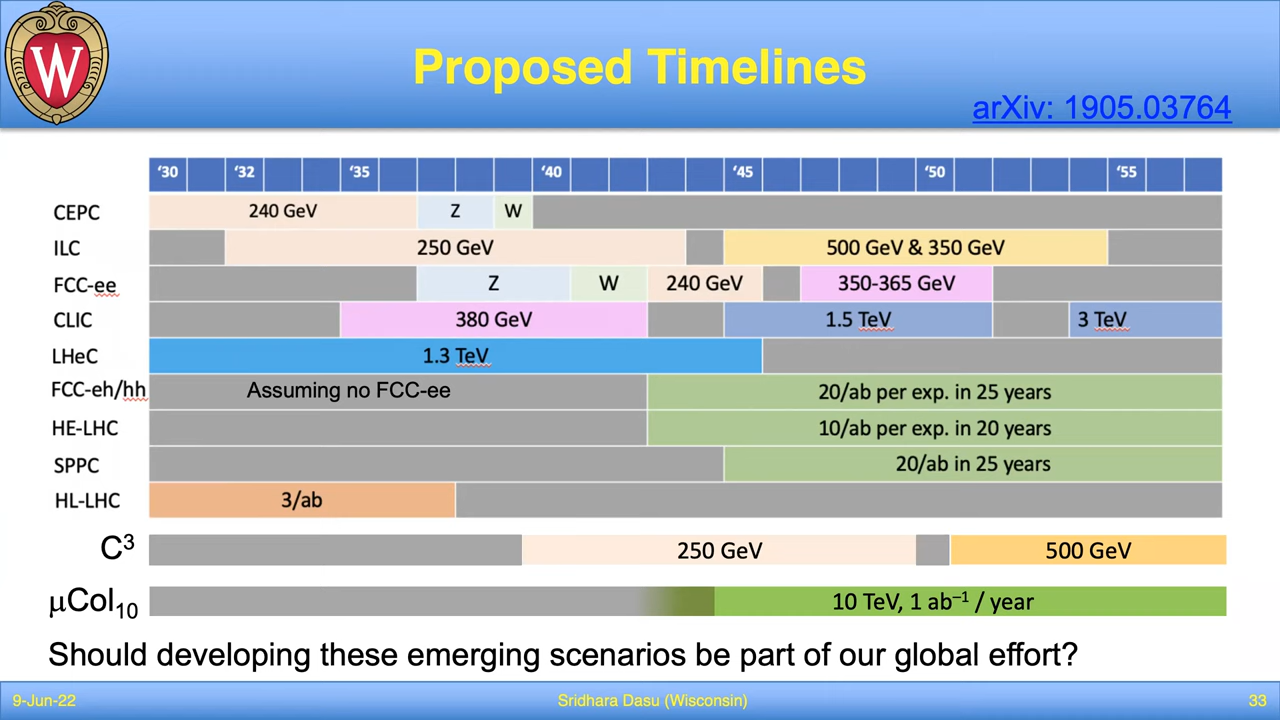 W
Proposed Timelines
arXiv: 1905.03764
‘30 ‘32 ‘35 ‘40 ‘45 ‘50 ‘55
CEPC 240 GeV Z W
ILC 250 GeV 500 GeV & 350 GeV
FCC-ee Z W 240 GeV 350-365 GeV
CLIC 380 GeV 1.5 TeV 3 TeV
LHeC 1.3 TeV
FCC-eh/hh Assuming no FCC-ee 20/ab per exp. in 25 years
HE-LHC 10/ab per exp. in 20 years
SPPC 20/ab in 25 years
HL-LHC 3/ab
C³ 250 GeV 500 GeV
μCol₁₀ 10 TeV, 1 ab⁻¹ / year
Should developing these emerging scenarios be part of our global effort?
9-Jun-22 Sridhara Dasu (Wisconsin) 33